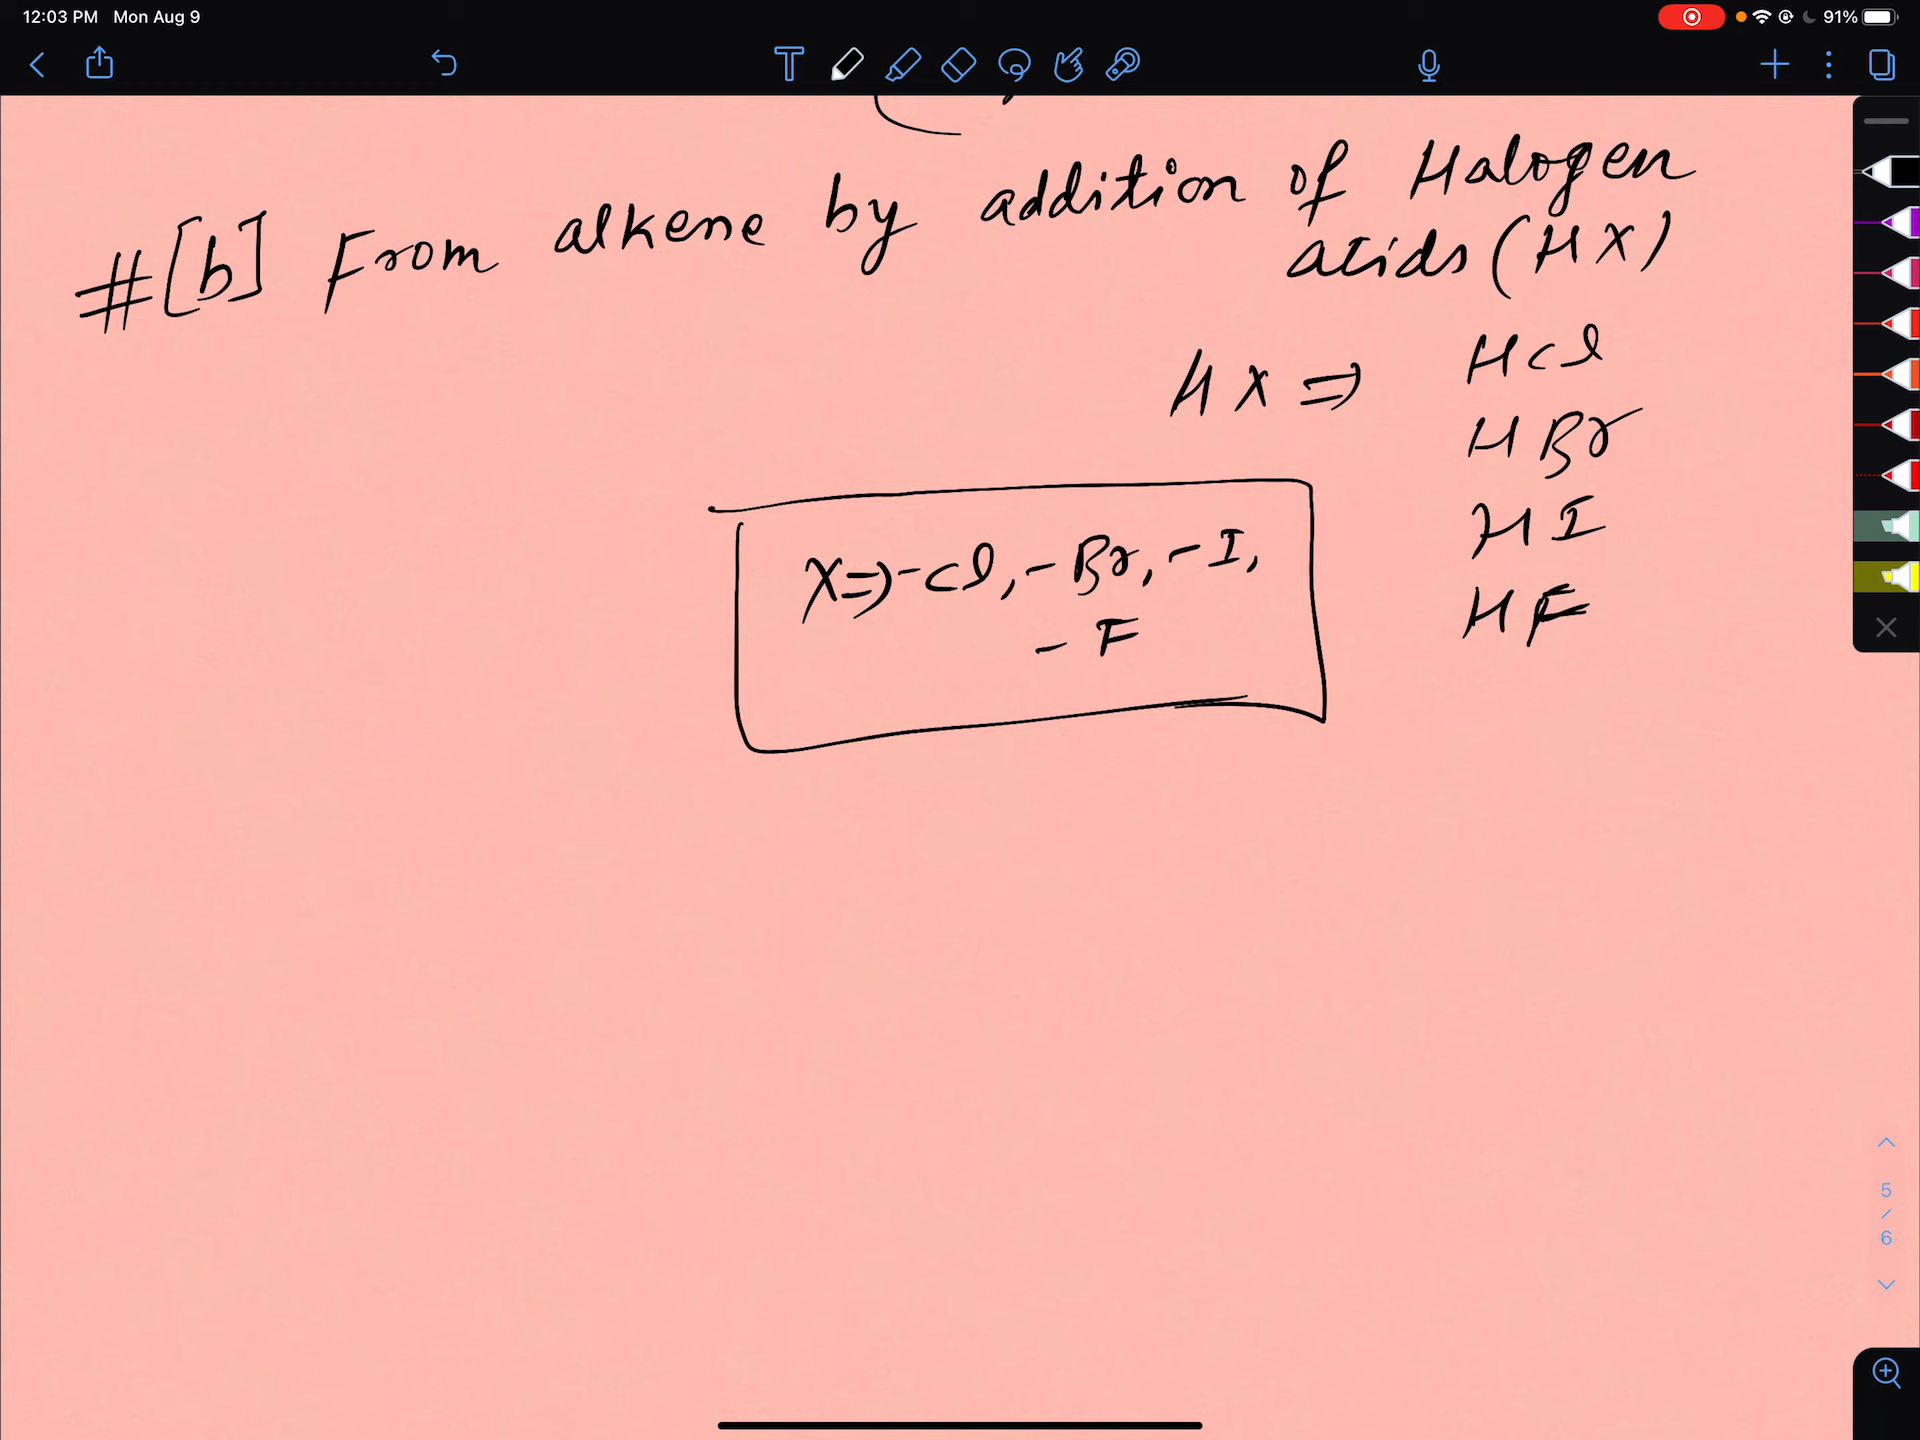 12:03 PM Mon Aug 9
91%
#[b] From alkene by addition of Halogen
acids (HX)
HX ⇒ HCl
HBr
HI
HF
X⇒ -Cl, -Br, -I,
- F
5
/
6